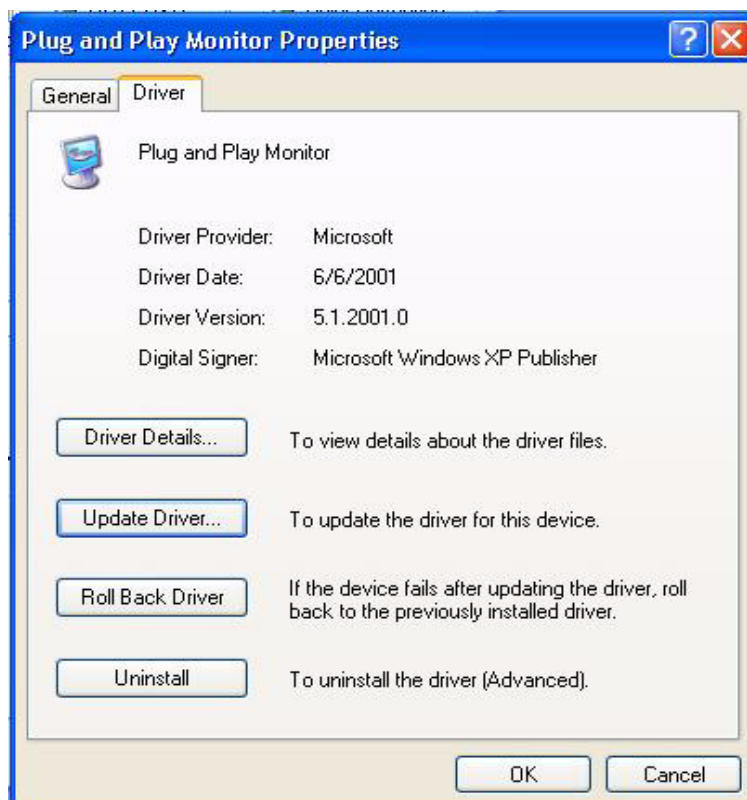 Plug and Play Monitor Properties
General
Driver
Plug and Play Monitor
Driver Provider: Microsoft
Driver Date: 6/6/2001
Driver Version: 5.1.2001.0
Digital Signer: Microsoft Windows XP Publisher
Driver Details...
To view details about the driver files.
Update Driver...
To update the driver for this device.
Roll Back Driver
If the device fails after updating the driver, roll
back to the previously installed driver.
Uninstall
To uninstall the driver (Advanced).
OK
Cancel